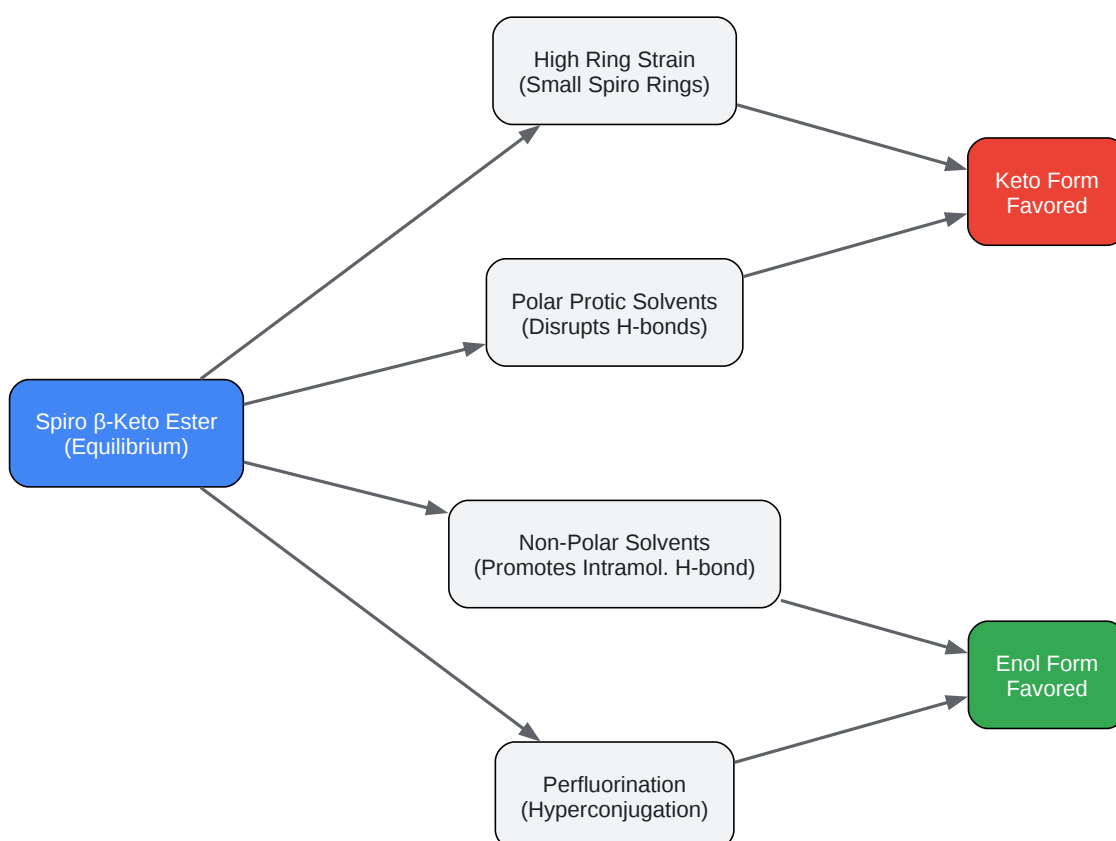 High Ring Strain
(Small Spiro Rings)
Keto Form
Favored
Polar Protic Solvents
(Disrupts H-bonds)
Spiro β-Keto Ester
(Equilibrium)
Non-Polar Solvents
(Promotes Intramol. H-bond)
Enol Form
Favored
Perfluorination
(Hyperconjugation)